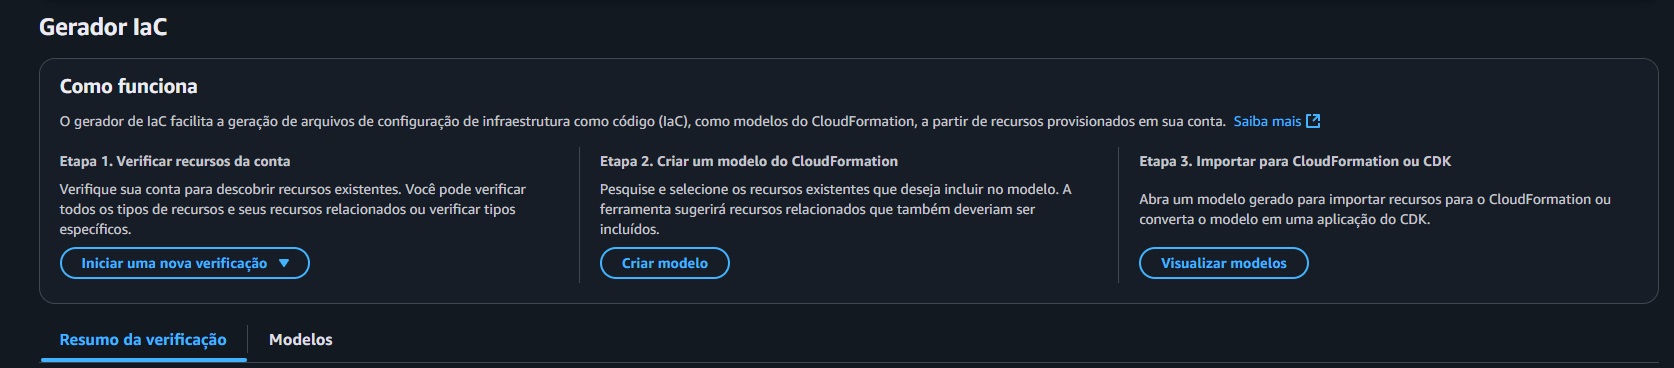 Gerador IaC
Como funciona
O gerador de IaC facilita a geração de arquivos de configuração de infraestrutura como código (IaC), como modelos do CloudFormation, a partir de recursos provisionados em sua conta. Saiba mais
Etapa 1. Verificar recursos da conta
Verifique sua conta para descobrir recursos existentes. Você pode verificar
todos os tipos de recursos e seus recursos relacionados ou verificar tipos
específicos.
Iniciar uma nova verificação
Etapa 2. Criar um modelo do CloudFormation
Pesquise e selecione os recursos existentes que deseja incluir no modelo. A
ferramenta sugerirá recursos relacionados que também deveriam ser
incluídos.
Criar modelo
Etapa 3. Importar para CloudFormation ou CDK
Abra um modelo gerado para importar recursos para o CloudFormation ou
converta o modelo em uma aplicação do CDK.
Visualizar modelos
Resumo da verificação
Modelos